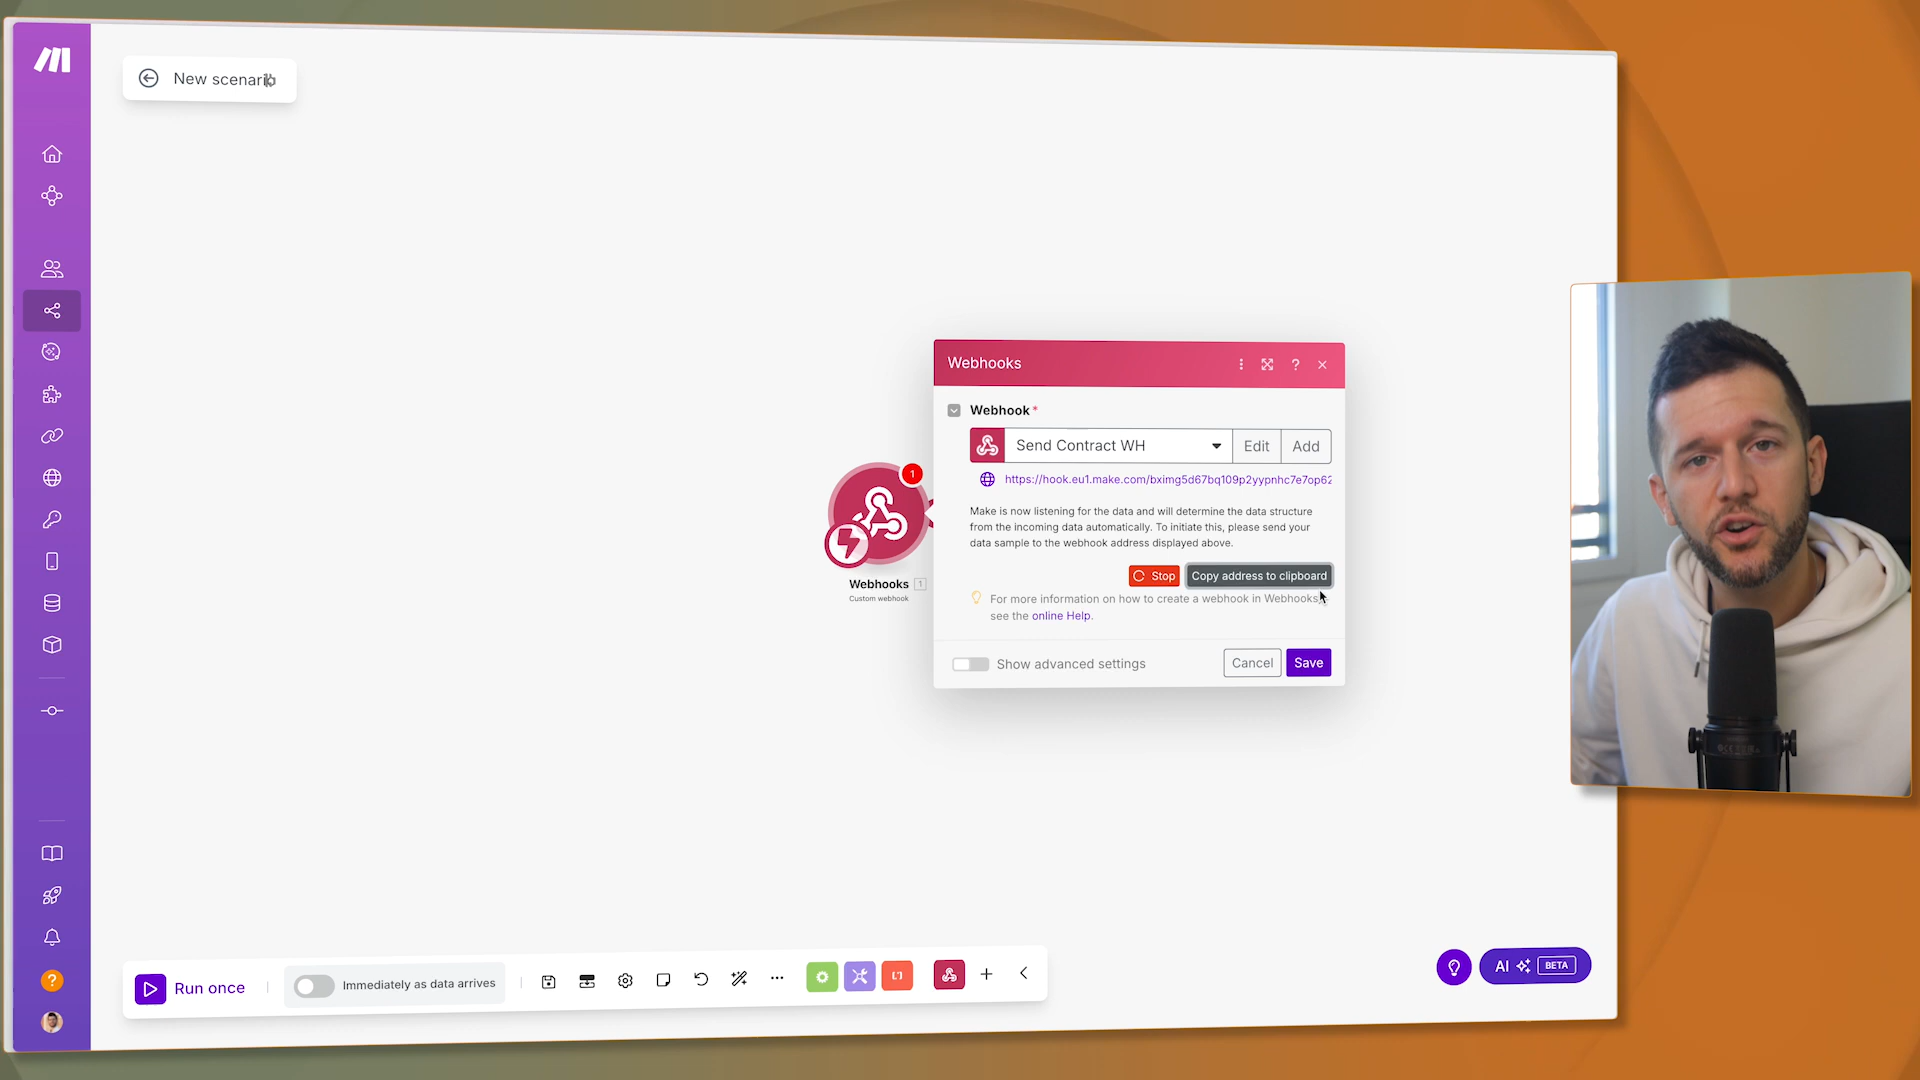 New scenario
Webhooks
Webhook *
Send Contract WH
Edit
Add
https://hook.eu1.make.com/bximg5d67bq109p2yypnhc7e7op62
Make is now listening for the data and will determine the data structure
from the incoming data automatically. To initiate this, please send your
data sample to the webhook address displayed above.
Stop
Copy address to clipboard
For more information on how to create a webhook in Webhooks,
see the online Help.
Show advanced settings
Cancel
Save
1
Webhooks 1
Custom webhook
Run once
Immediately as data arrives
AI
BETA